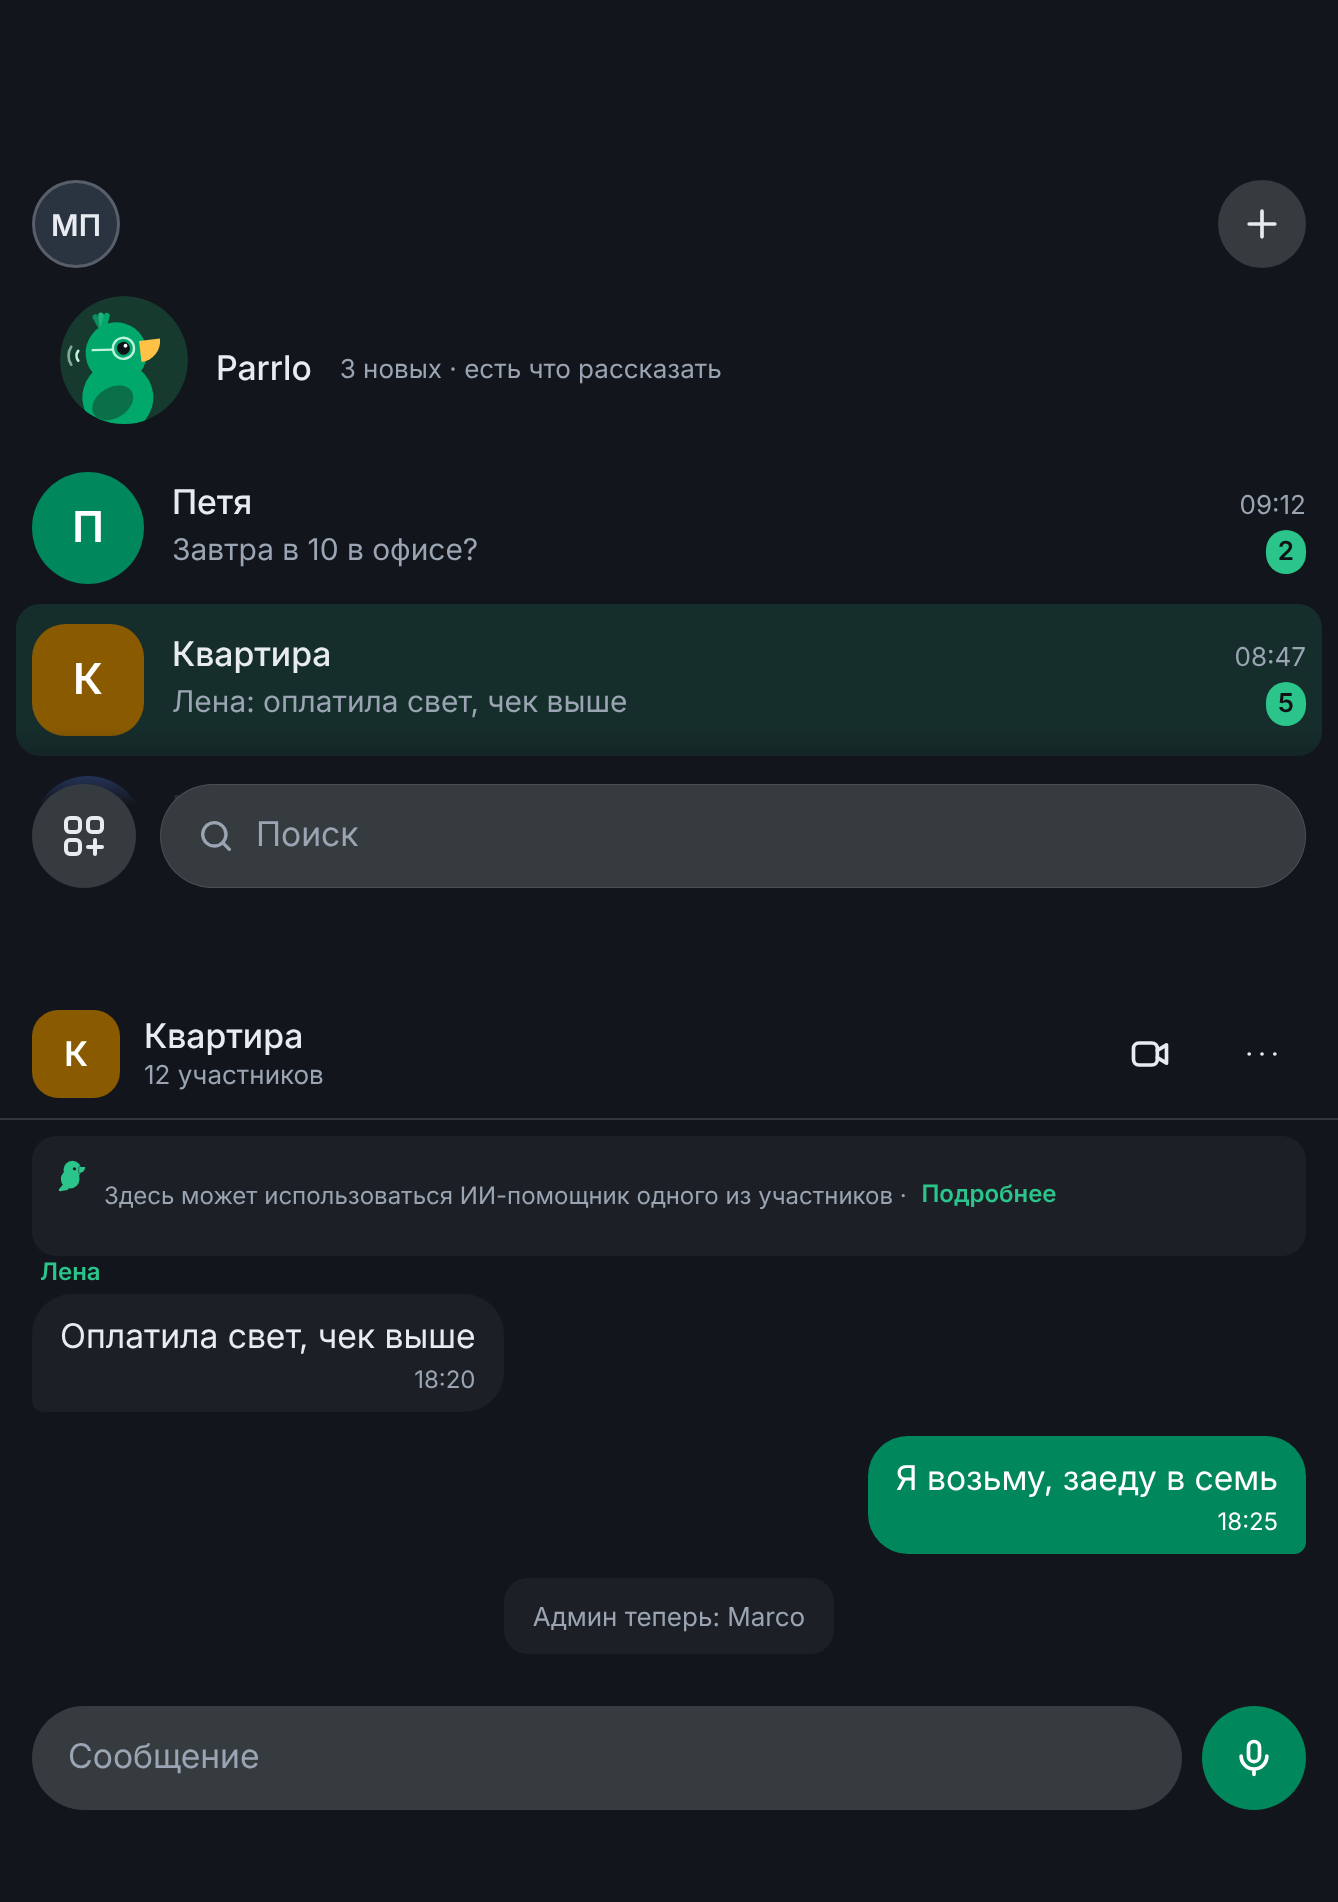 МП
Parrlo 3 новых · есть что рассказать
П
Петя
09:12
Завтра в 10 в офисе?
2
К
Квартира
08:47
Лена: оплатила свет, чек выше
5
Поиск
К
Квартира
12 участников
Здесь может использоваться ИИ-помощник одного из участников · Подробнее
Лена
Оплатила свет, чек выше
18:20
Я возьму, заеду в семь
18:25
Админ теперь: Marco
Сообщение